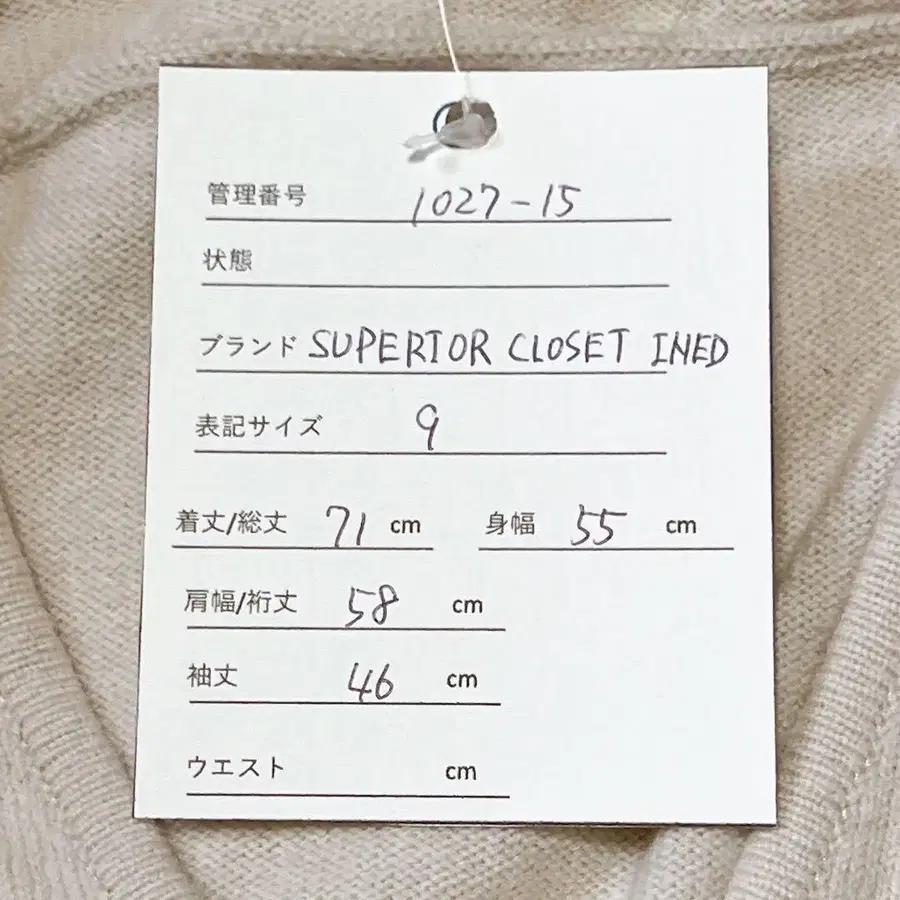 管理番号 1027-15
状態
ブランド SUPERIOR CLOSET INED
表記サイズ 9
着丈/総丈 71 cm 身幅 55 cm
肩幅/裄丈 58 cm
袖丈 46 cm
ウエスト cm